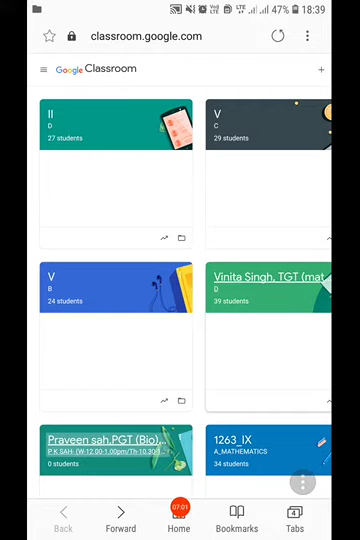 47% 18:39
classroom.google.com
Google Classroom
II
D
27 students
V
C
29 students
V
B
24 students
Vinita Singh, TGT (mat
D
39 students
Praveen sah.PGT (Bio),...
P K SAH- (W-12.00-1.00pm/Th-10.30-1...
0 students
1263_IX
A_MATHEMATICS
34 students
07:01
4
Back
Forward
Home
Bookmarks
Tabs